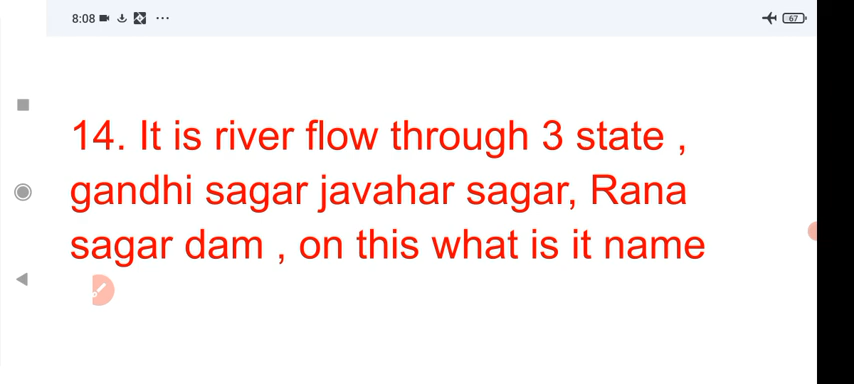 8:08
67
14. It is river flow through 3 state ,
gandhi sagar javahar sagar, Rana
sagar dam , on this what is it name